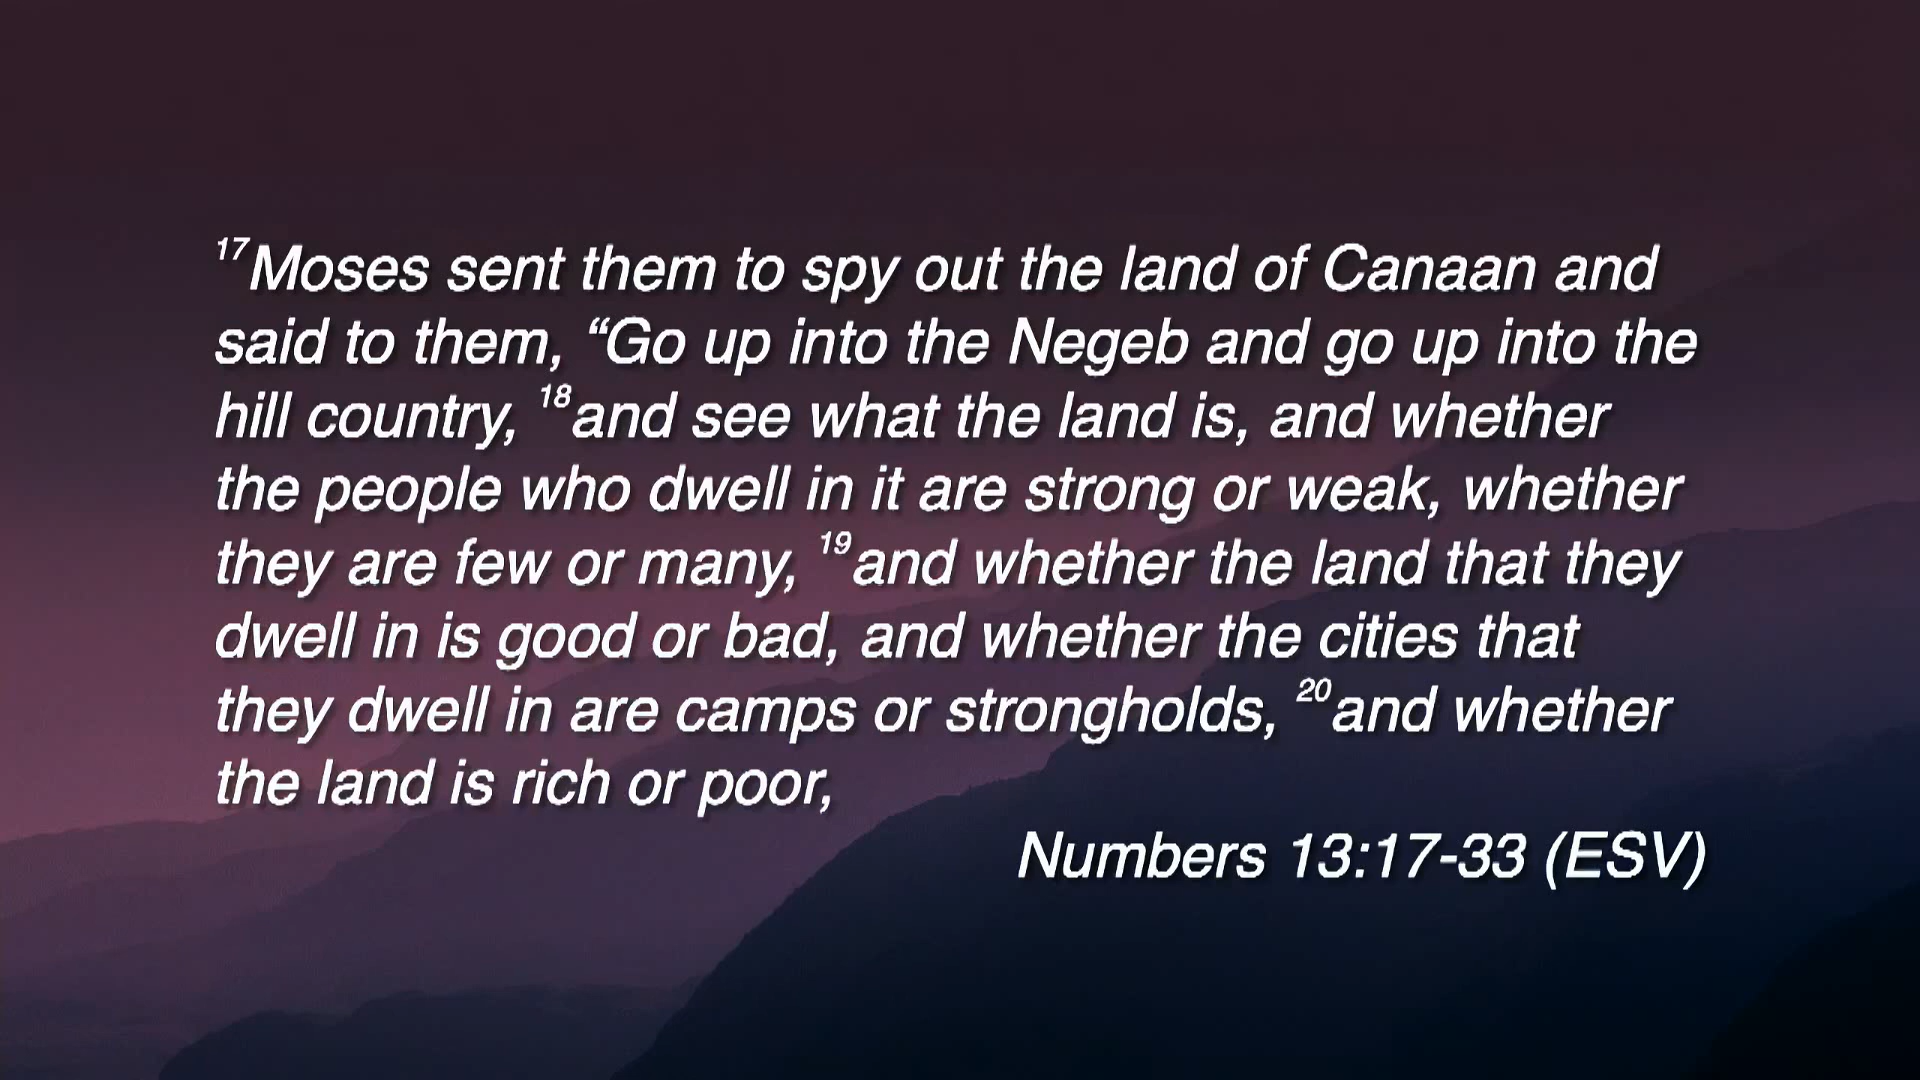 17Moses sent them to spy out the land of Canaan and
said to them, “Go up into the Negeb and go up into the
hill country, 18and see what the land is, and whether
the people who dwell in it are strong or weak, whether
they are few or many, 19and whether the land that they
dwell in is good or bad, and whether the cities that
they dwell in are camps or strongholds, 20and whether
the land is rich or poor,
Numbers 13:17-33 (ESV)